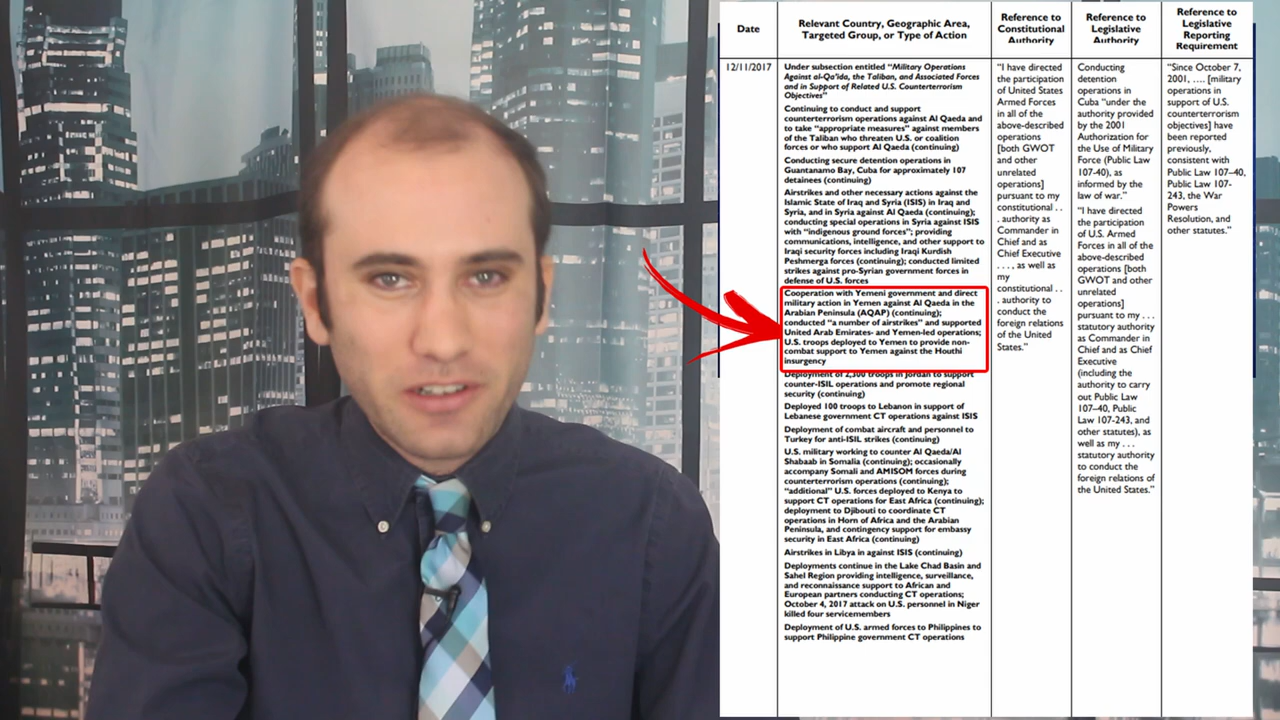 Date
Relevant Country, Geographic Area,
Targeted Group, or Type of Action
Reference to
Constitutional
Authority
Reference to
Legislative
Authority
Reference to
Legislative
Reporting
Requirement
12/11/2017
Under subsection entitled “Military Operations
Against al-Qa’ida, the Taliban, and Associated Forces
and in Support of Related U.S. Counterterrorism
Objectives”
Continuing to conduct and support
counterterrorism operations against Al Qaeda and
to take “appropriate measures” against members
of the Taliban who threaten U.S. or coalition
forces or who support Al Qaeda (continuing)
Conducting secure detention operations in
Guantanamo Bay, Cuba for approximately 107
detainees (continuing)
Airstrikes and other necessary actions against the
Islamic State of Iraq and Syria (ISIS) in Iraq and
Syria, and in Syria against Al Qaeda (continuing);
conducting special operations in Syria against ISIS
with “indigenous ground forces”; providing
communications, intelligence, and other support to
Iraqi security forces including Iraqi Kurdish
Peshmerga forces (continuing); conducted limited
strikes against pro-Syrian government forces in
defense of U.S. forces
Cooperation with Yemeni government and direct
military action in Yemen against Al Qaeda in the
Arabian Peninsula (AQAP) (continuing);
conducted “a number of airstrikes” and supported
United Arab Emirates- and Yemen-led operations;
U.S. troops deployed to Yemen to provide non-
combat support to Yemen against the Houthi
insurgency
Deployment of 2,300 troops in Jordan to support
counter-ISIL operations and promote regional
security (continuing)
Deployed 100 troops to Lebanon in support of
Lebanese government CT operations against ISIS
Deployment of combat aircraft and personnel to
Turkey for anti-ISIL strikes (continuing)
U.S. military working to counter Al Qaeda/Al
Shabaab in Somalia (continuing); occasionally
accompany Somali and AMISOM forces during
counterterrorism operations (continuing);
“additional” U.S. forces deployed to Kenya to
support CT operations for East Africa (continuing);
deployment to Djibouti to coordinate CT
operations in Horn of Africa and the Arabian
Peninsula, and contingency support for embassy
security in East Africa (continuing)
Airstrikes in Libya in against ISIS (continuing)
Deployments continue in the Lake Chad Basin and
Sahel Region providing intelligence, surveillance,
and reconnaissance support to African and
European partners conducting CT operations;
October 4, 2017 attack on U.S. personnel in Niger
killed four servicemembers
Deployment of U.S. armed forces to Philippines to
support Philippine government CT operations
“I have directed
the participation
of United States
Armed Forces
in all of the
above-described
operations
[both GWOT
and other
unrelated
operations]
pursuant to my
constitutional . .
. authority as
Commander in
Chief and as
Chief Executive
. . . , as well as
my
constitutional . .
. authority to
conduct the
foreign relations
of the United
States.”
Conducting
detention
operations in
Cuba “under the
authority provided
by the 2001
Authorization for
the Use of Military
Force (Public Law
107-40), as
informed by the
law of war.”
“I have directed
the participation
of U.S. Armed
Forces in all of the
above-described
operations [both
GWOT and other
unrelated
operations]
pursuant to my . . .
statutory authority
as Commander in
Chief and as Chief
Executive
(including the
authority to carry
out Public Law
107–40, Public
Law 107-243, and
other statutes), as
well as my . . .
statutory authority
to conduct the
foreign relations of
the United States.”
“Since October 7,
2001, …. [military
operations in
support of U.S.
counterterrorism
objectives] have
been reported
previously,
consistent with
Public Law 107–40,
Public Law 107-
243, the War
Powers
Resolution, and
other statutes.”